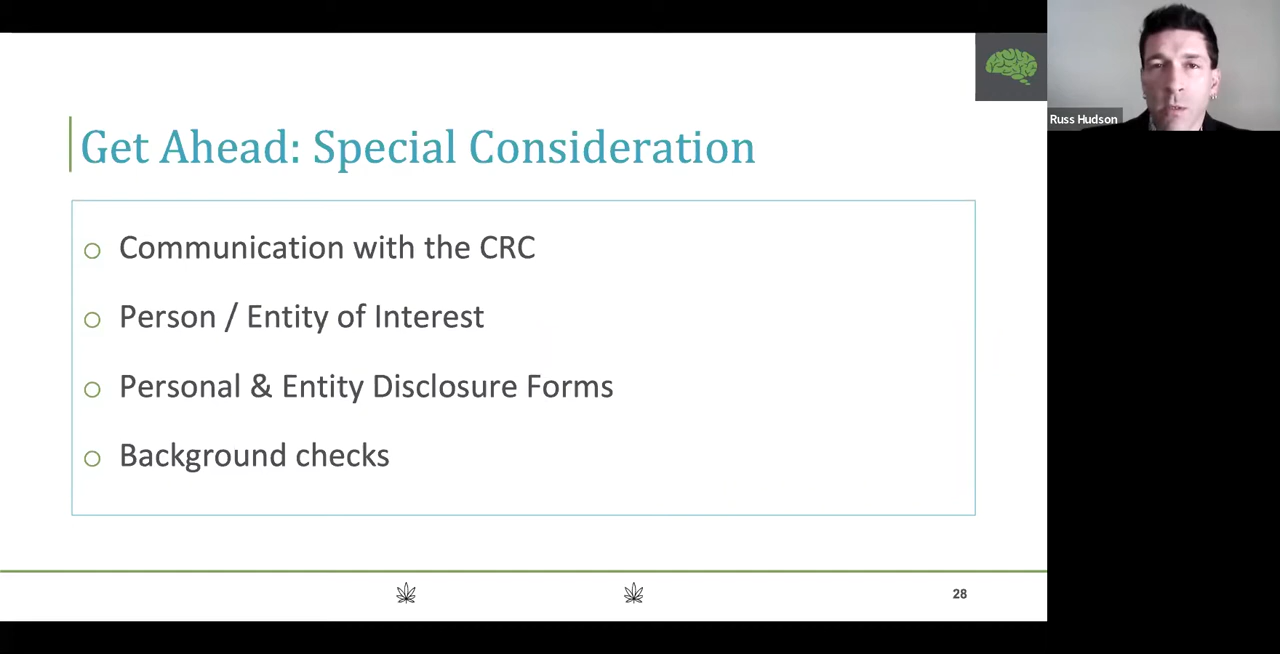 Russ Hudson
Get Ahead: Special Consideration
Communication with the CRC
Person / Entity of Interest
Personal & Entity Disclosure Forms
Background checks
28